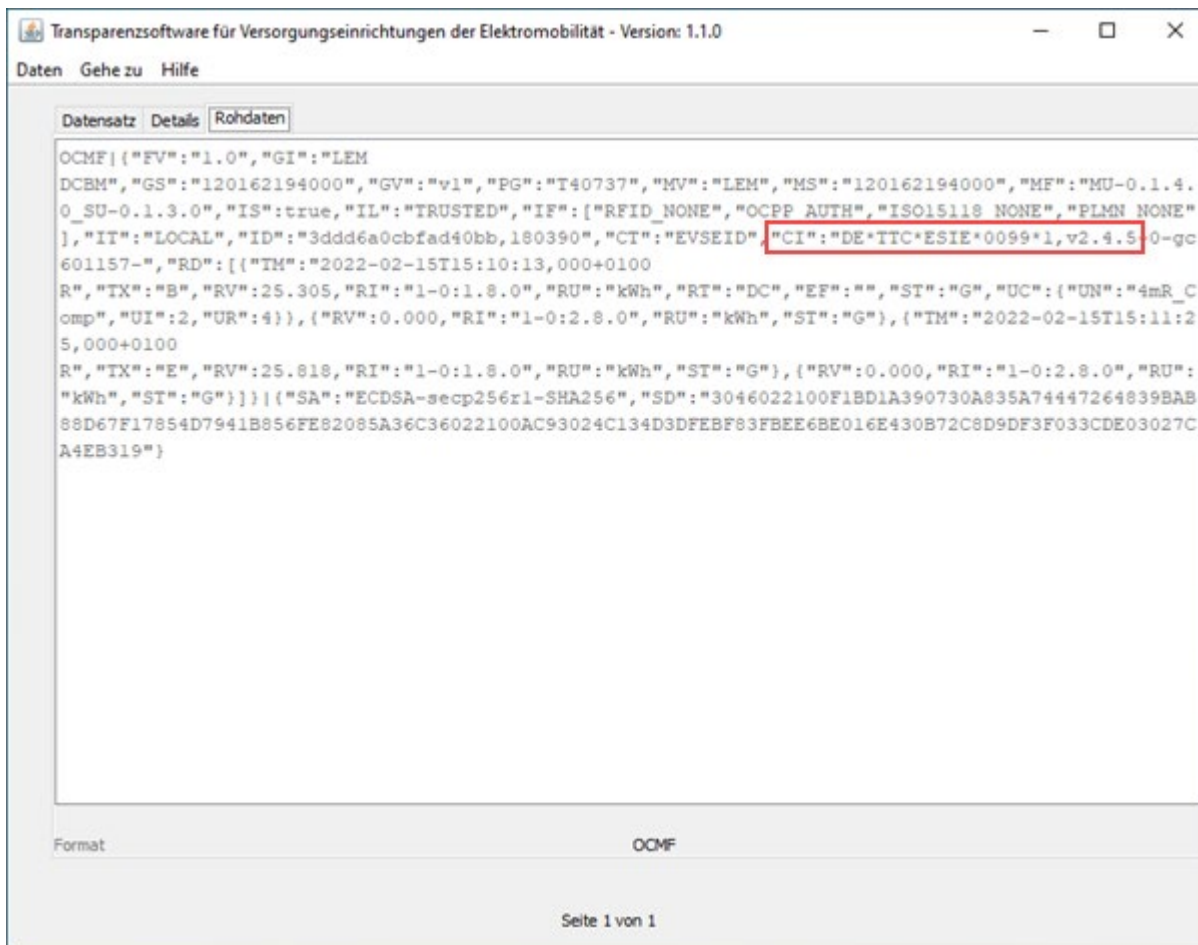 Transparenzsoftware für Versorgungseinrichtungen der Elektromobilität - Version: 1.1.0
Daten Gehe zu Hilfe
Datensatz Details Rohdaten
OCMF|{"FV":"1.0","GI":"LEM
DCBM","GS":"120162194000","GV":"v1","PG":"T40737","MV":"LEM","MS":"120162194000","MF":"MU-0.1.4.
0_SU-0.1.3.0","IS":true,"IL":"TRUSTED","IF":["RFID_NONE","OCPP_AUTH","ISO15118_NONE","PLMN_NONE"
],"IT":"LOCAL","ID":"3ddd6a0cbfad40bb,180390","CT":"EVSEID","CI":"DE*TTC*ESIE*0099*1,v2.4.5-0-gc
601157-","RD":[{"TM":"2022-02-15T15:10:13,000+0100
R","TX":"B","RV":25.305,"RI":"1-0:1.8.0","RU":"kWh","RT":"DC","EF":"","ST":"G","UC":{"UN":"4mR_C
omp","UI":2,"UR":4}},{"RV":0.000,"RI":"1-0:2.8.0","RU":"kWh","ST":"G"},{"TM":"2022-02-15T15:11:2
5,000+0100
R","TX":"E","RV":25.818,"RI":"1-0:1.8.0","RU":"kWh","ST":"G"},{"RV":0.000,"RI":"1-0:2.8.0","RU":
"kWh","ST":"G"}]}|{"SA":"ECDSA-secp256r1-SHA256","SD":"3046022100F1BD1A390730A835A74447264839BAB
88D67F17854D7941B856FE82085A36C36022100AC93024C134D3DFEBF83FBEE6BE016E430B72C8D9DF3F033CDE03027C
A4EB319"}
Format OCMF
Seite 1 von 1